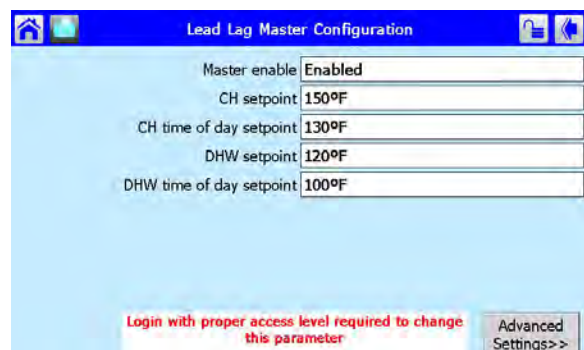 Lead Lag Master Configuration
Master enable Enabled
CH setpoint 150ºF
CH time of day setpoint 130ºF
DHW setpoint 120ºF
DHW time of day setpoint 100ºF
Login with proper access level required to change
this parameter
Advanced
Settings>>